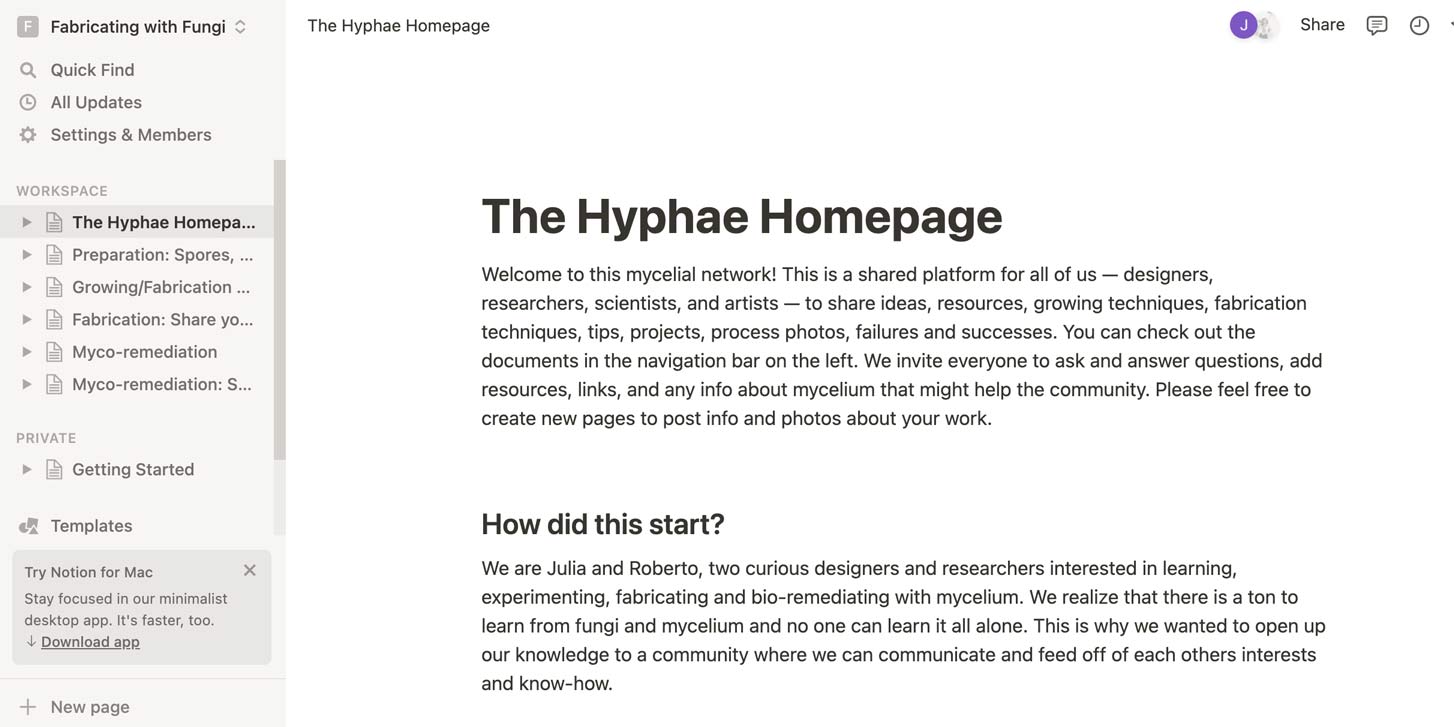 F Fabricating with Fungi
Quick Find
All Updates
Settings & Members
WORKSPACE
The Hyphae Homepa...
Preparation: Spores, ...
Growing/Fabrication ...
Fabrication: Share yo...
Myco-remediation
Myco-remediation: S...
PRIVATE
Getting Started
Templates
Try Notion for Mac
Stay focused in our minimalist
desktop app. It's faster, too.
↓ Download app
New page
The Hyphae Homepage
J
Share
The Hyphae Homepage
Welcome to this mycelial network! This is a shared platform for all of us — designers,
researchers, scientists, and artists — to share ideas, resources, growing techniques, fabrication
techniques, tips, projects, process photos, failures and successes. You can check out the
documents in the navigation bar on the left. We invite everyone to ask and answer questions, add
resources, links, and any info about mycelium that might help the community. Please feel free to
create new pages to post info and photos about your work.
How did this start?
We are Julia and Roberto, two curious designers and researchers interested in learning,
experimenting, fabricating and bio-remediating with mycelium. We realize that there is a ton to
learn from fungi and mycelium and no one can learn it all alone. This is why we wanted to open up
our knowledge to a community where we can communicate and feed off of each others interests
and know-how.